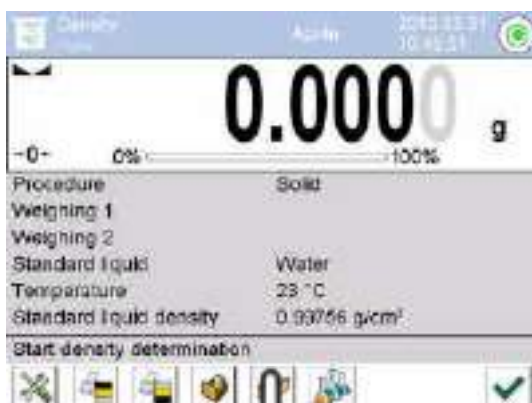 Density
0.0000 g
-0- 0% 100%
Procedure Solid
Weighing 1
Weighing 2
Standard liquid Water
Temperature 23 °C
Standard liquid density 0.99756 g/cm³
Start density determination